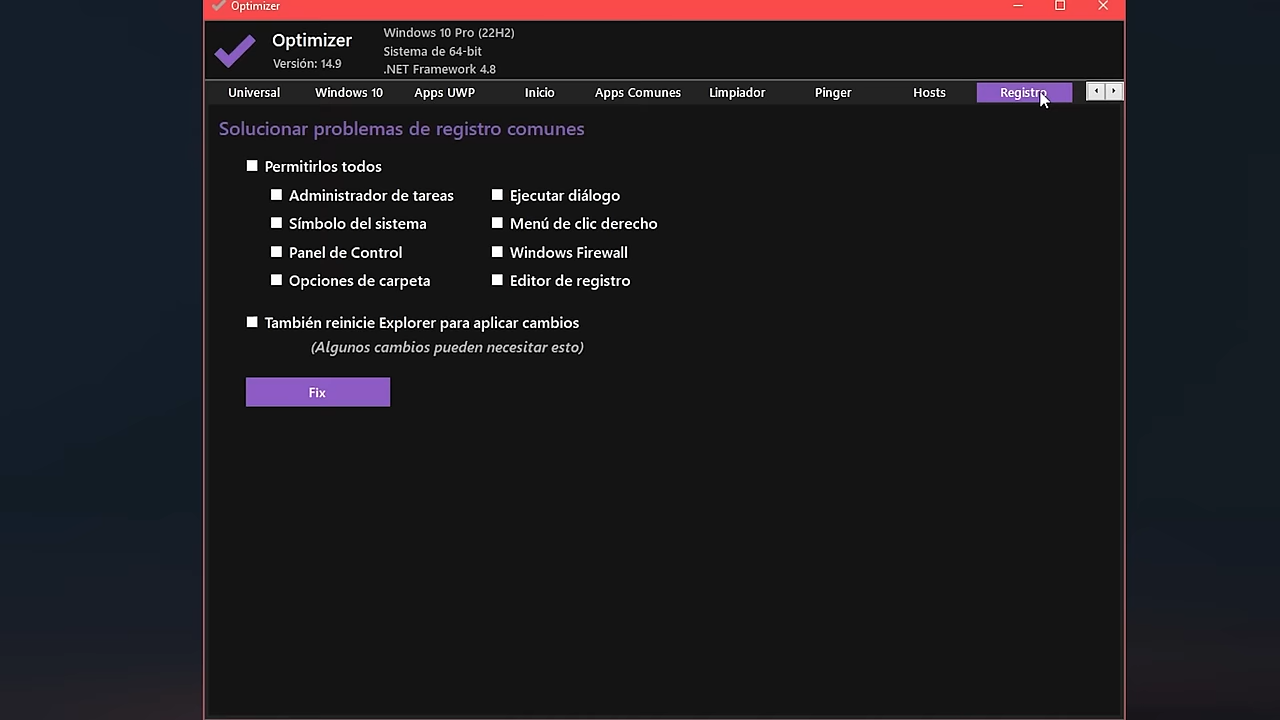 Optimizer
Optimizer
Versión: 14.9
Windows 10 Pro (22H2)
Sistema de 64-bit
.NET Framework 4.8
Universal Windows 10 Apps UWP Inicio Apps Comunes Limpiador Pinger Hosts Registro
Solucionar problemas de registro comunes
Permitirlos todos
Administrador de tareas Ejecutar diálogo
Símbolo del sistema Menú de clic derecho
Panel de Control Windows Firewall
Opciones de carpeta Editor de registro
También reinicie Explorer para aplicar cambios
(Algunos cambios pueden necesitar esto)
Fix